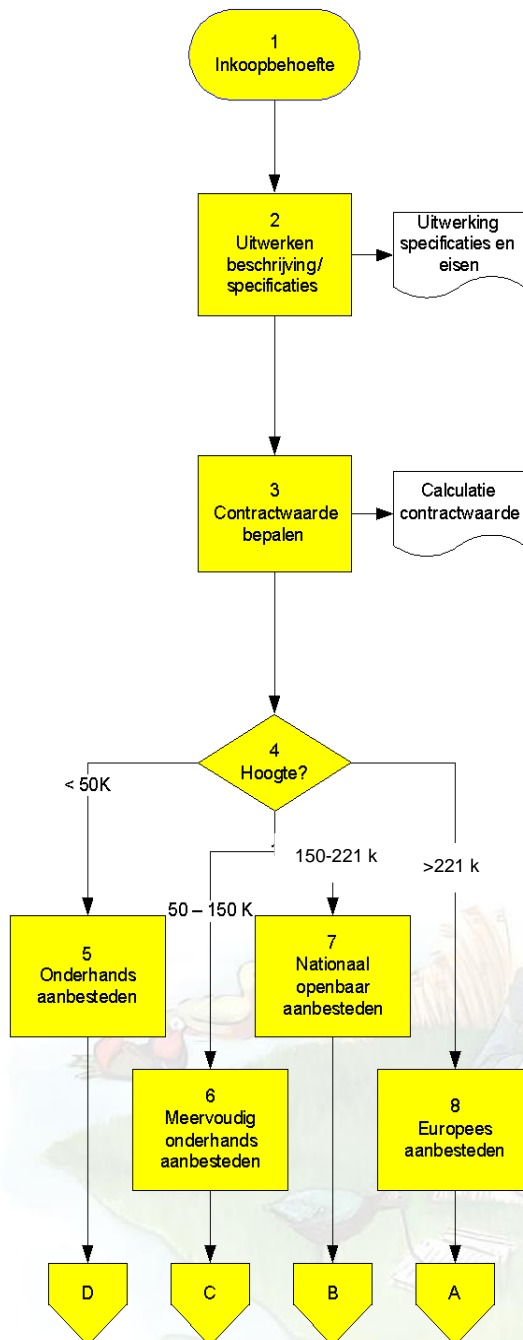 1
Inkoopbehoefte
2
Uitwerken
beschrijving/
specificaties
Uitwerking
specificaties en
eisen
3
Contractwaarde
bepalen
Calculatie
contractwaarde
4
Hoogte?
< 50K
50 – 150 K
150-221 k
>221 k
5
Onderhands
aanbesteden
7
Nationaal
openbaar
aanbesteden
6
Meervoudig
onderhands
aanbesteden
8
Europees
aanbesteden
D
C
B
A